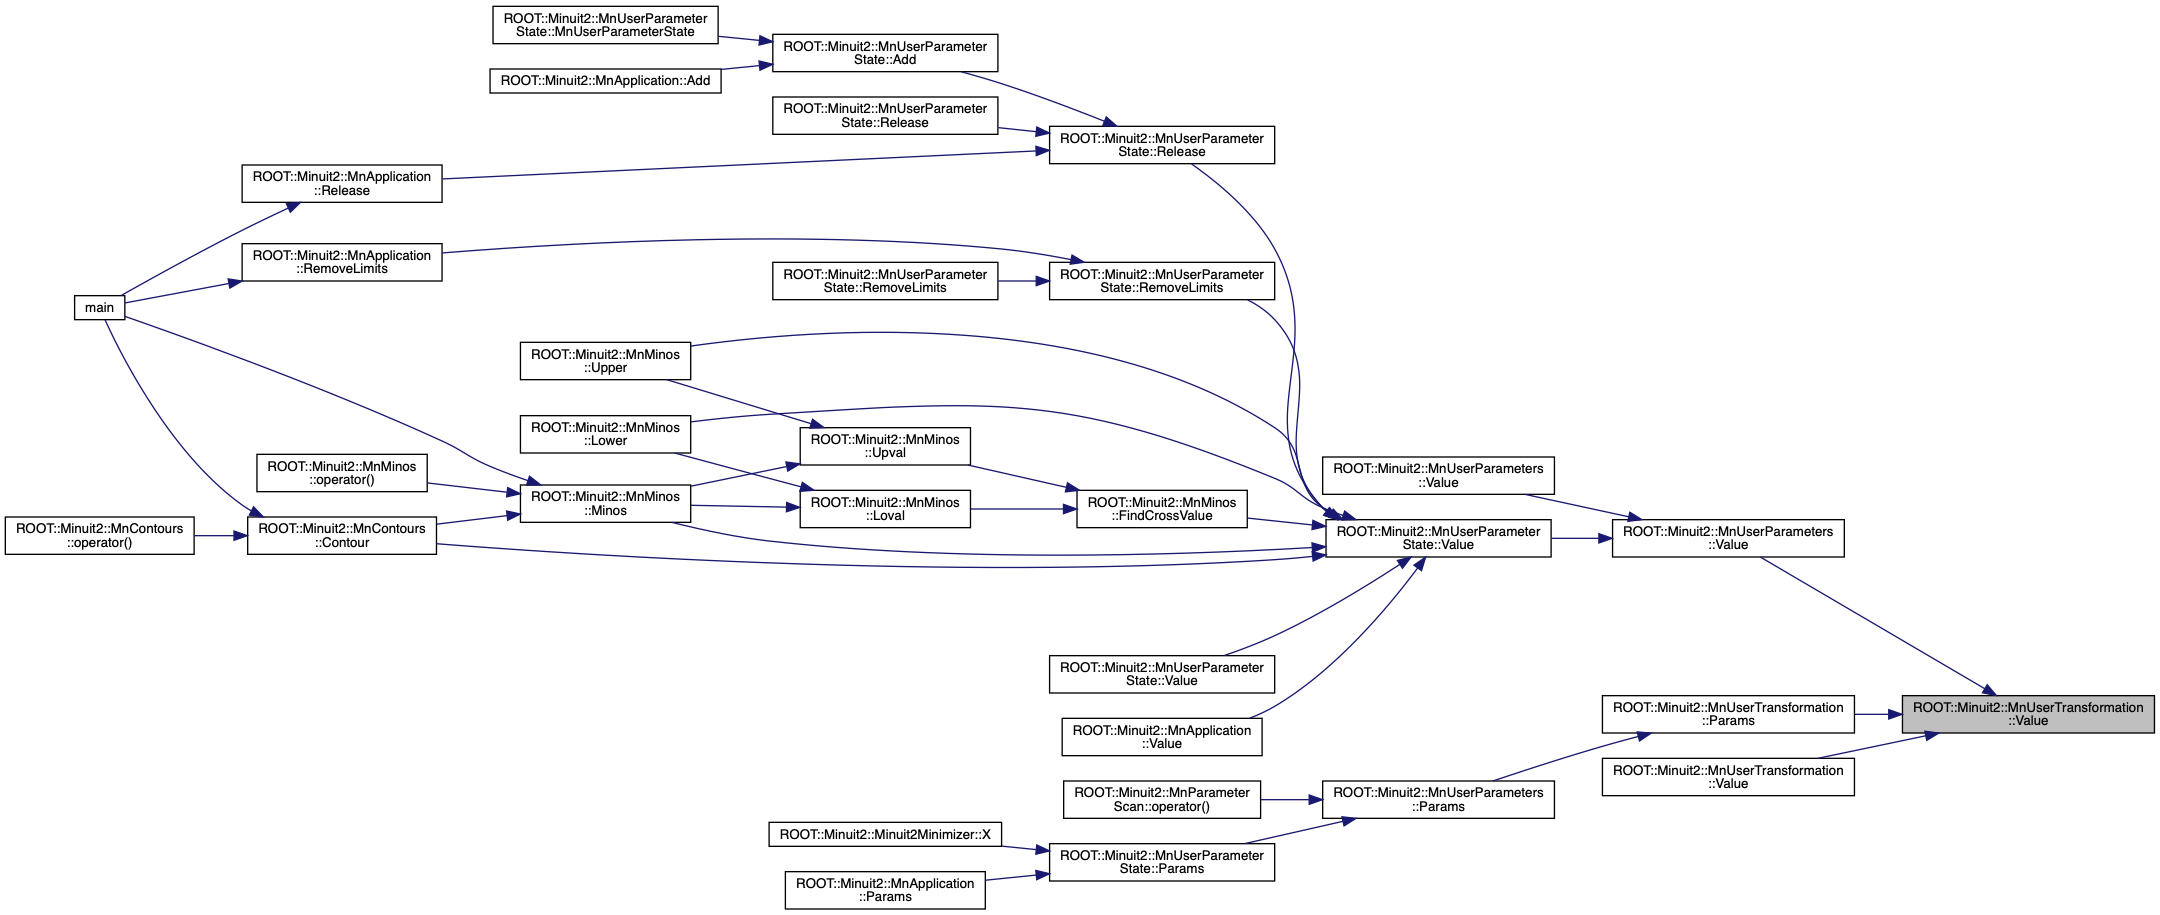 ROOT::Minuit2::MnUserParameter
State::MnUserParameterState
ROOT::Minuit2::MnUserParameter
State::Add
ROOT::Minuit2::MnApplication::Add
ROOT::Minuit2::MnUserParameter
State::Release
ROOT::Minuit2::MnUserParameter
State::Release
ROOT::Minuit2::MnApplication
::Release
ROOT::Minuit2::MnApplication
::RemoveLimits
ROOT::Minuit2::MnUserParameter
State::RemoveLimits
ROOT::Minuit2::MnUserParameter
State::RemoveLimits
main
ROOT::Minuit2::MnMinos
::Upper
ROOT::Minuit2::MnMinos
::Lower
ROOT::Minuit2::MnMinos
::Upval
ROOT::Minuit2::MnMinos
::operator()
ROOT::Minuit2::MnMinos
::Minos
ROOT::Minuit2::MnMinos
::Loval
ROOT::Minuit2::MnMinos
::FindCrossValue
ROOT::Minuit2::MnUserParameters
::Value
ROOT::Minuit2::MnContours
::operator()
ROOT::Minuit2::MnContours
::Contour
ROOT::Minuit2::MnUserParameter
State::Value
ROOT::Minuit2::MnUserParameters
::Value
ROOT::Minuit2::MnUserParameter
State::Value
ROOT::Minuit2::MnApplication
::Value
ROOT::Minuit2::MnUserTransformation
::Params
ROOT::Minuit2::MnUserTransformation
::Value
ROOT::Minuit2::MnUserTransformation
::Value
ROOT::Minuit2::MnParameter
Scan::operator()
ROOT::Minuit2::MnUserParameters
::Params
ROOT::Minuit2::Minuit2Minimizer::X
ROOT::Minuit2::MnUserParameter
State::Params
ROOT::Minuit2::MnApplication
::Params